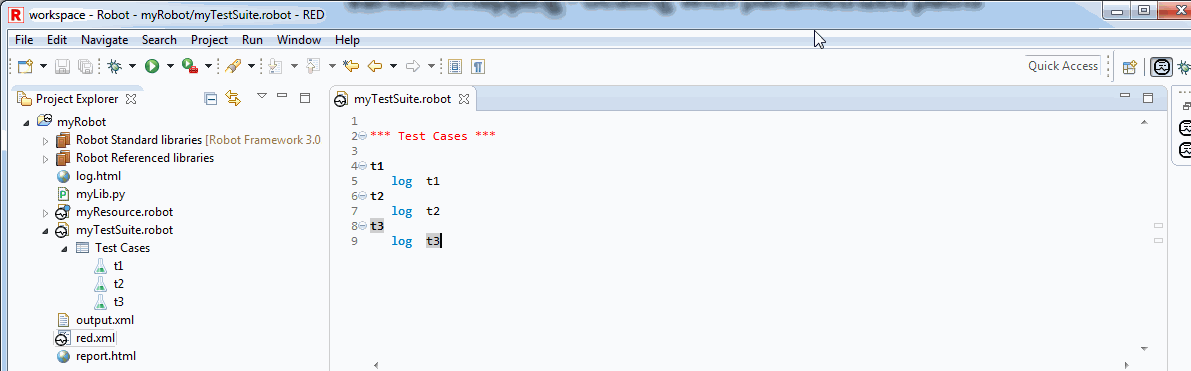 workspace - Robot - myRobot/myTestSuite.robot - RED
File Edit Navigate Search Project Run Window Help
Quick Access
Project Explorer
myTestSuite.robot
myRobot
Robot Standard libraries [Robot Framework 3.0
Robot Referenced libraries
log.html
myLib.py
myResource.robot
myTestSuite.robot
Test Cases
t1
t2
t3
output.xml
red.xml
report.html
1
2 *** Test Cases ***
3
4 t1
5 log t1
6 t2
7 log t2
8 t3
9 log t3